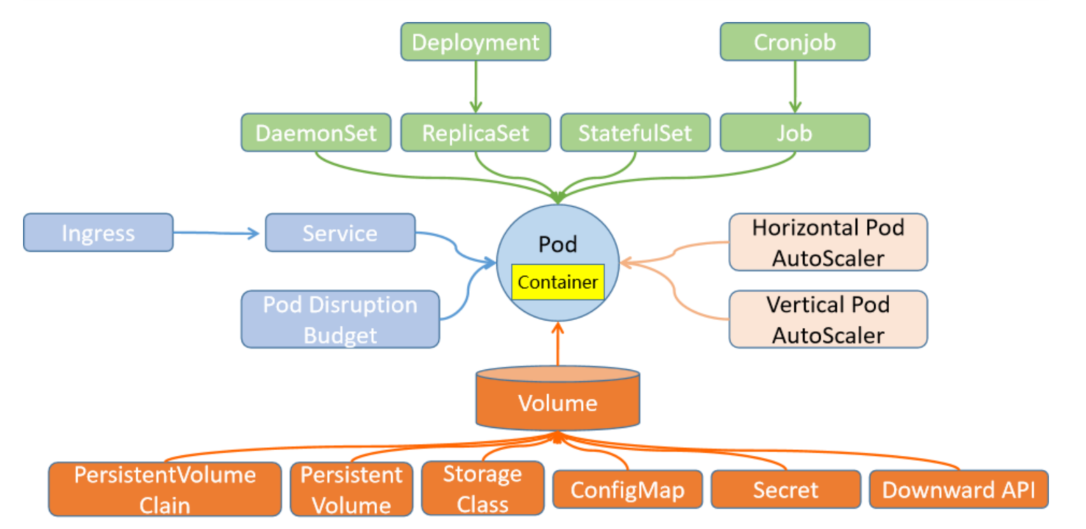 Deployment
Cronjob
DaemonSet
ReplicaSet
StatefulSet
Job
Ingress
Service
Pod
Container
Horizontal Pod
AutoScaler
Pod Disruption
Budget
Vertical Pod
AutoScaler
Volume
PersistentVolume
Clain
Persistent
Volume
Storage
Class
ConfigMap
Secret
Downward API